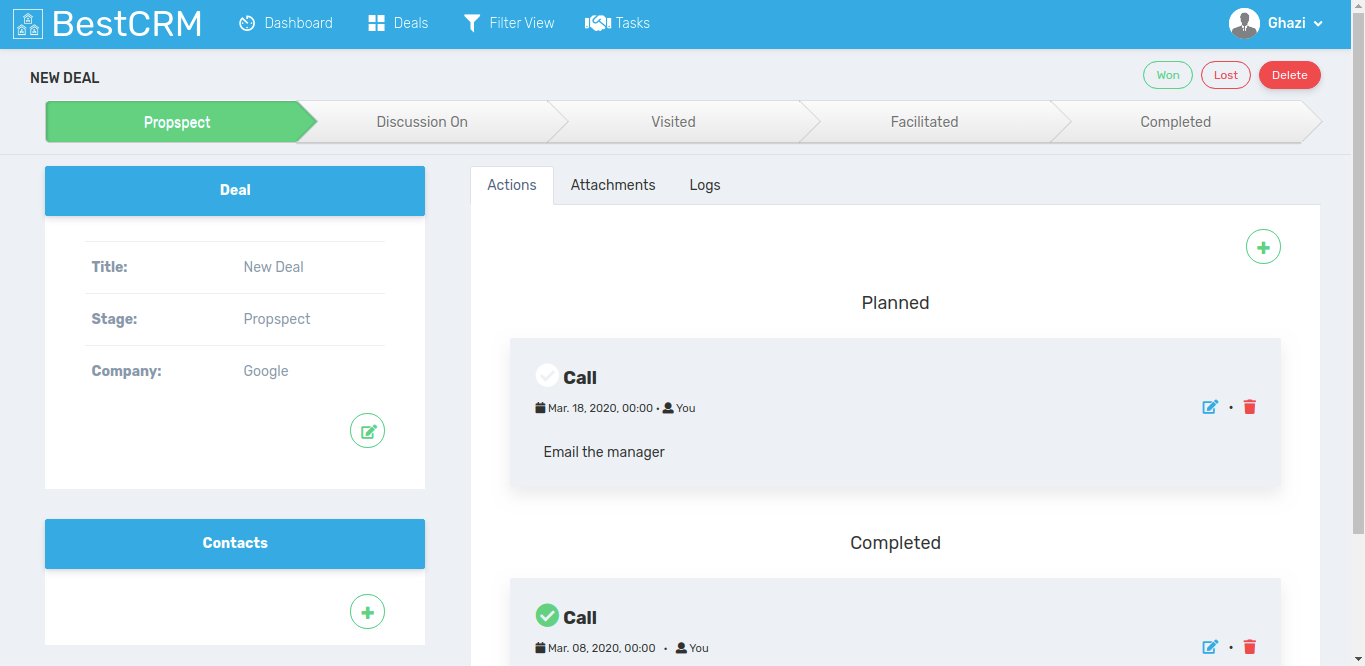 BestCRM Dashboard Deals Filter View Tasks Ghazi
NEW DEAL Won Lost Delete
Propspect Discussion On Visited Facilitated Completed
Deal
Title: New Deal
Stage: Propspect
Company: Google
Contacts
Actions Attachments Logs
Planned
Call
Mar. 18, 2020, 00:00 • You
Email the manager
Completed
Call
Mar. 08, 2020, 00:00 • You